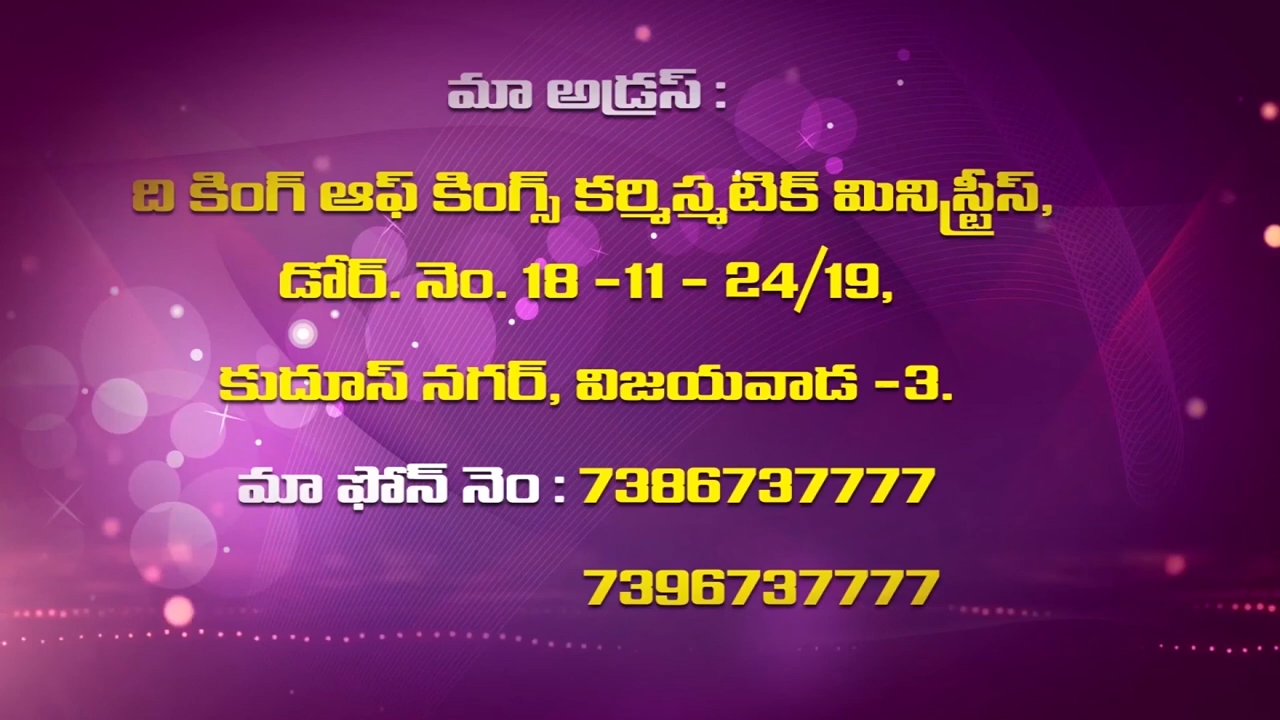 మా అడ్రస్ :
ది కింగ్ ఆఫ్ కింగ్స్ కర్మిస్మటిక్ మినిస్ట్రీస్,
డోర్. నెం. 18 -11 - 24/19,
కుదూస్ నగర్, విజయవాడ -3.
మా ఫోన్ నెం : 7386737777
7396737777